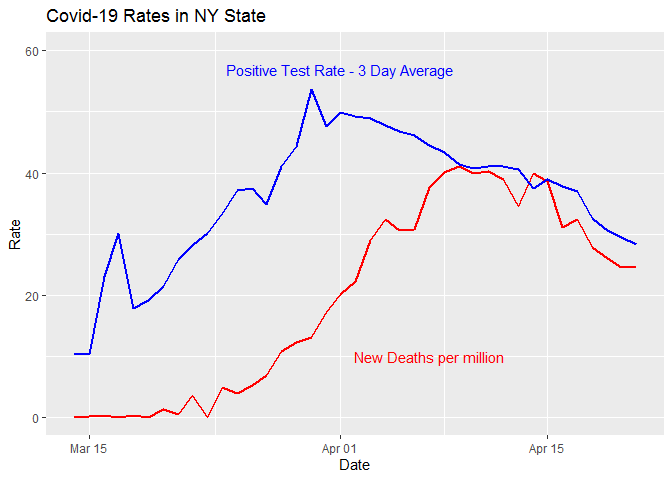 Covid-19 Rates in NY State
60
Positive Test Rate - 3 Day Average
40
Rate
20
New Deaths per million
0
Mar 15
Apr 01
Apr 15
Date